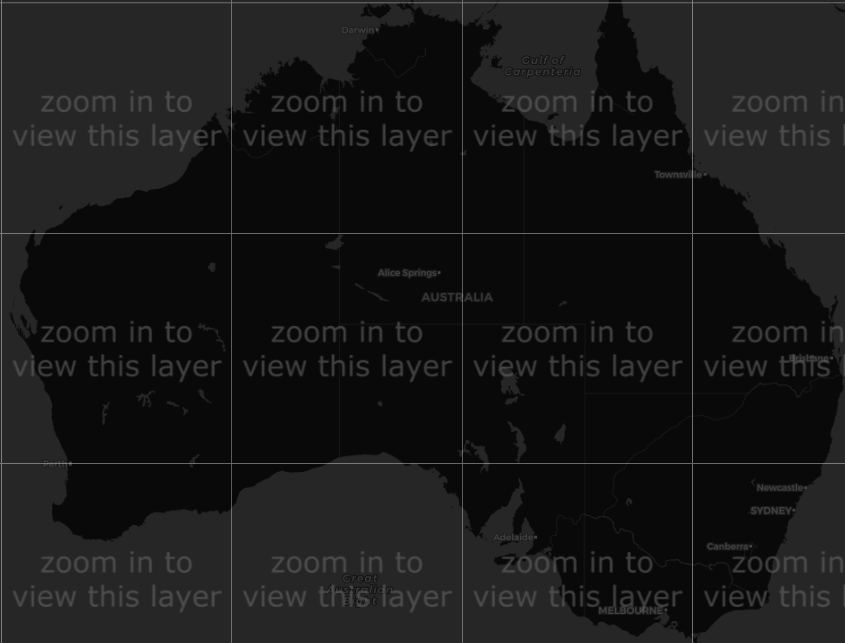 Darwin
Gulf of
Carpenteria
zoom in to
view this layer
zoom in to
view this layer
zoom in to
view this layer
zoom in
view this l
Townsville
Alice Springs
AUSTRALIA
zoom in to
view this layer
zoom in to
view this layer
zoom in to
view this layer
zoom in
view this l
Brisbane
Perth
Newcastle
SYDNEY
Adelaide
Canberra
zoom in to
view this layer
zoom in to
view this layer
zoom in to
view this layer
zoom in
view this l
Great
Australian
Bight
MELBOURNE